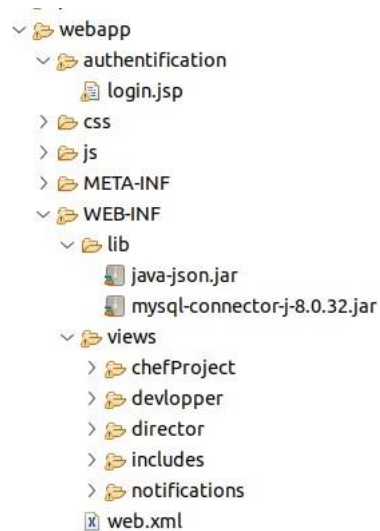 webapp
authentification
login.jsp
css
js
META-INF
WEB-INF
lib
java-json.jar
mysql-connector-j-8.0.32.jar
views
chefProject
devlopper
director
includes
notifications
web.xml